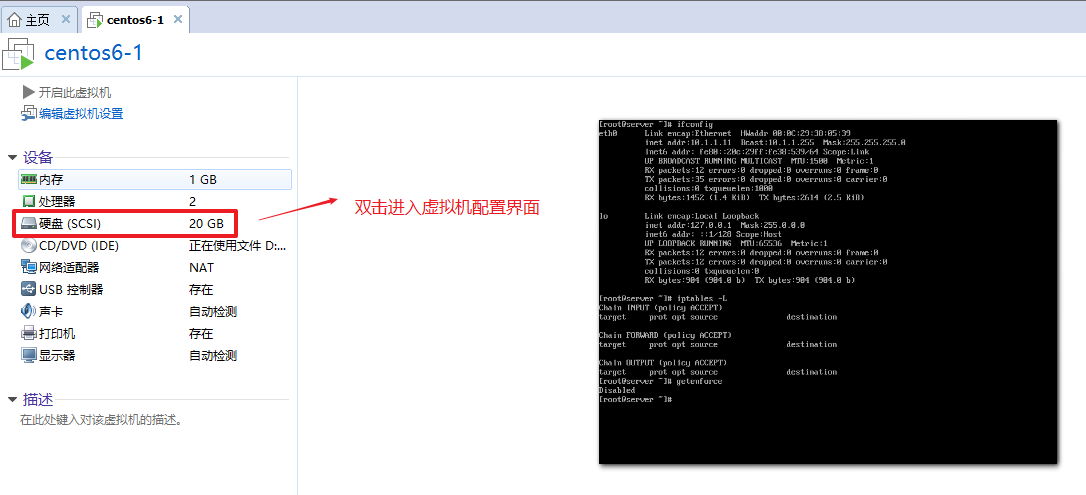 主页
centos6-1
centos6-1
开启此虚拟机
编辑虚拟机设置
设备
内存 1 GB
处理器 2
硬盘 (SCSI) 20 GB
双击进入虚拟机配置界面
CD/DVD (IDE) 正在使用文件 D:...
网络适配器 NAT
USB 控制器 存在
声卡 自动检测
打印机 存在
显示器 自动检测
描述
在此处键入对该虚拟机的描述。
[root@server ~]# ifconfig
eth0 Link encap:Ethernet HWaddr 00:0C:29:38:05:39
inet addr:10.1.1.11 Bcast:10.1.1.255 Mask:255.255.255.0
inet6 addr: fe80::20c:29ff:fe38:539/64 Scope:Link
UP BROADCAST RUNNING MULTICAST MTU:1500 Metric:1
RX packets:12 errors:0 dropped:0 overruns:0 frame:0
TX packets:35 errors:0 dropped:0 overruns:0 carrier:0
collisions:0 txqueuelen:1000
RX bytes:1452 (1.4 KiB) TX bytes:2614 (2.5 KiB)
lo Link encap:Local Loopback
inet addr:127.0.0.1 Mask:255.0.0.0
inet6 addr: ::1/128 Scope:Host
UP LOOPBACK RUNNING MTU:65536 Metric:1
RX packets:12 errors:0 dropped:0 overruns:0 frame:0
TX packets:12 errors:0 dropped:0 overruns:0 carrier:0
collisions:0 txqueuelen:0
RX bytes:984 (984.0 b) TX bytes:984 (984.0 b)
[root@server ~]# iptables -L
Chain INPUT (policy ACCEPT)
target prot opt source destination
Chain FORWARD (policy ACCEPT)
target prot opt source destination
Chain OUTPUT (policy ACCEPT)
target prot opt source destination
[root@server ~]# getenforce
Disabled
[root@server ~]#